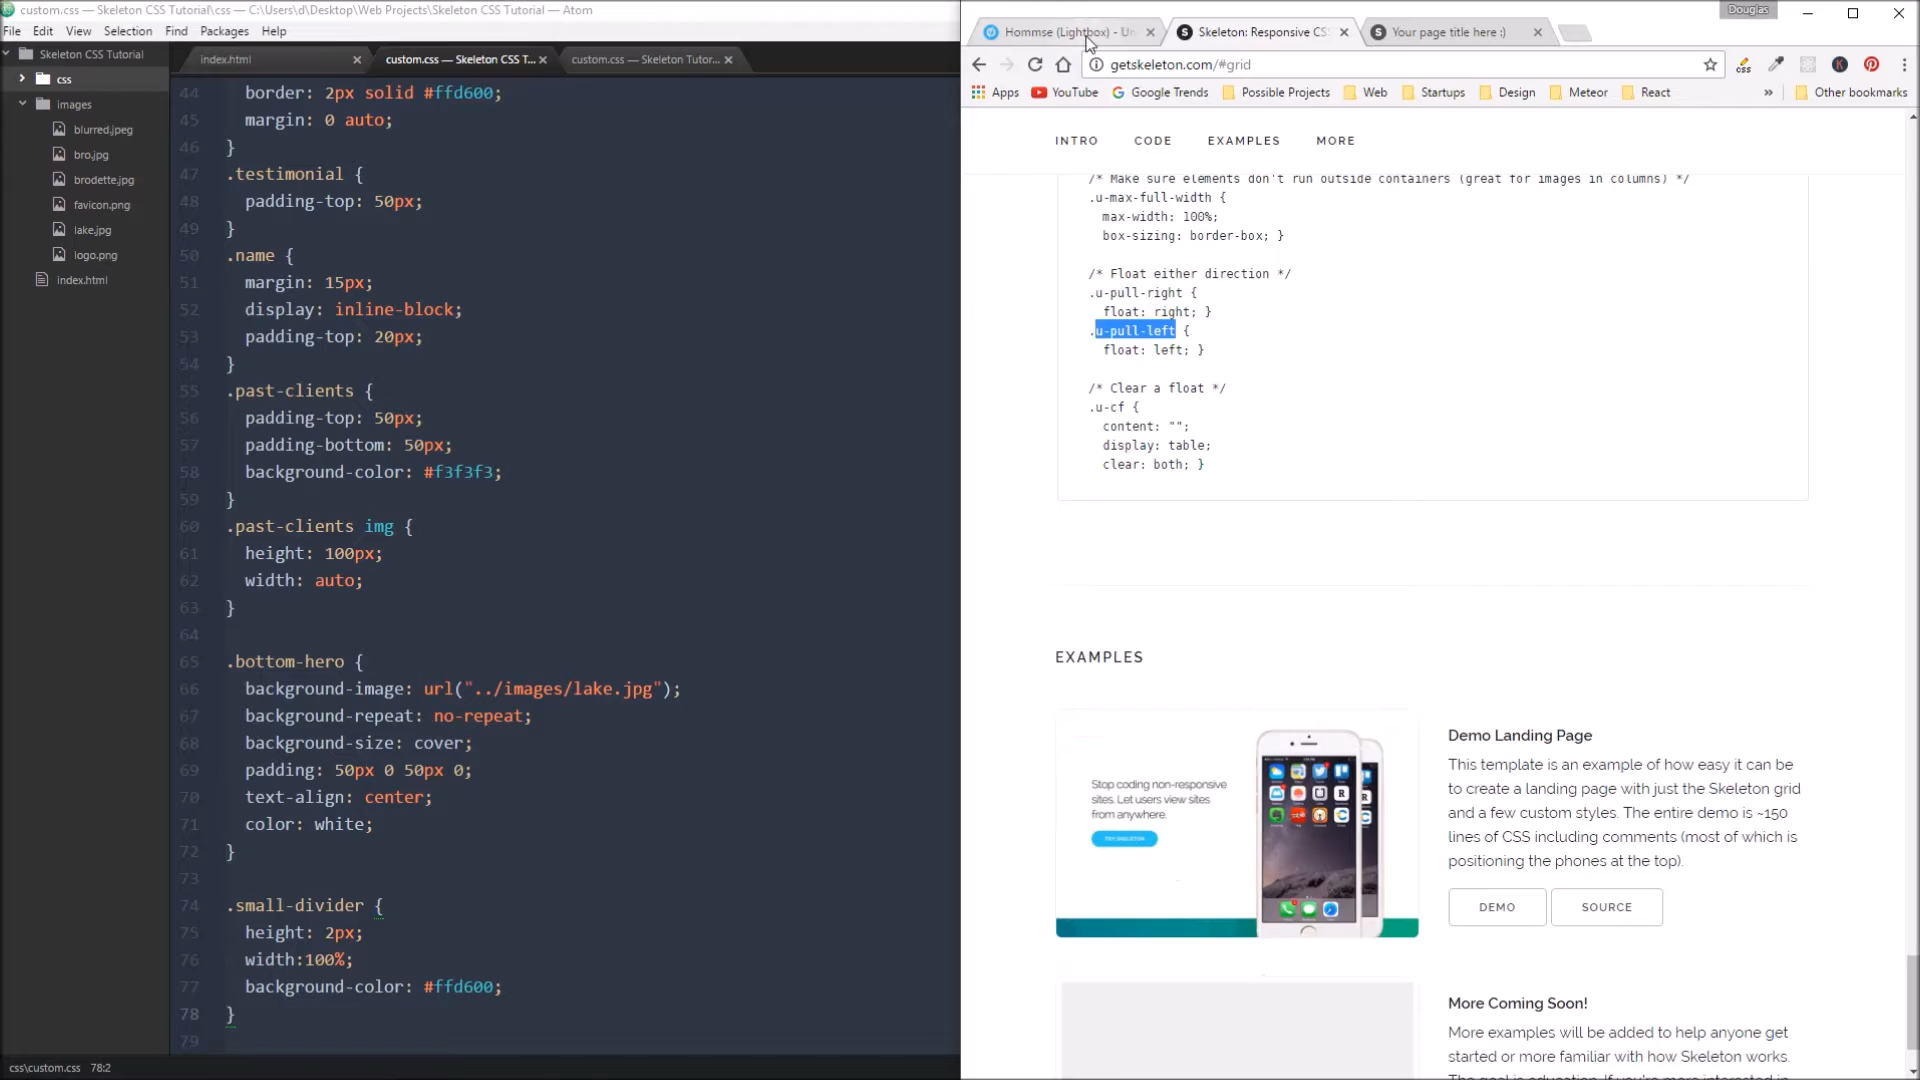 custom.css — Skeleton CSS Tutorial\css — C:\Users\d\Desktop\Web Projects\Skeleton CSS Tutorial — Atom
File Edit View Selection Find Packages Help
Skeleton CSS Tutorial
css
images
blurred.jpeg
bro.jpg
brodette.jpg
favicon.png
lake.jpg
logo.png
index.html
index.html
custom.css — Skeleton CSS T...
custom.css — Skeleton Tutor...
44 border: 2px solid #ffd600;
45 margin: 0 auto;
46 }
47 .testimonial {
48 padding-top: 50px;
49 }
50 .name {
51 margin: 15px;
52 display: inline-block;
53 padding-top: 20px;
54 }
55 .past-clients {
56 padding-top: 50px;
57 padding-bottom: 50px;
58 background-color: #f3f3f3;
59 }
60 .past-clients img {
61 height: 100px;
62 width: auto;
63 }
64
65 .bottom-hero {
66 background-image: url("../images/lake.jpg");
67 background-repeat: no-repeat;
68 background-size: cover;
69 padding: 50px 0 50px 0;
70 text-align: center;
71 color: white;
72 }
73
74 .small-divider {
75 height: 2px;
76 width:100%;
77 background-color: #ffd600;
78 }
79
css\custom.css 78:2
Douglas
Hommse (Lightbox) - Un
Skeleton: Responsive CS
Your page title here :)
getskeleton.com/#grid
Apps YouTube Google Trends Possible Projects Web Startups Design Meteor React » Other bookmarks
INTRO CODE EXAMPLES MORE
/* Make sure elements don't run outside containers (great for images in columns) */
.u-max-full-width {
max-width: 100%;
box-sizing: border-box; }
/* Float either direction */
.u-pull-right {
float: right; }
.u-pull-left {
float: left; }
/* Clear a float */
.u-cf {
content: "";
display: table;
clear: both; }
EXAMPLES
Stop coding non-responsive
sites. Let users view sites
from anywhere.
TRY SKELETON
Demo Landing Page
This template is an example of how easy it can be
to create a landing page with just the Skeleton grid
and a few custom styles. The entire demo is ~150
lines of CSS including comments (most of which is
positioning the phones at the top).
DEMO SOURCE
More Coming Soon!
More examples will be added to help anyone get
started or more familiar with how Skeleton works.
The goal is education. If you're more interested in